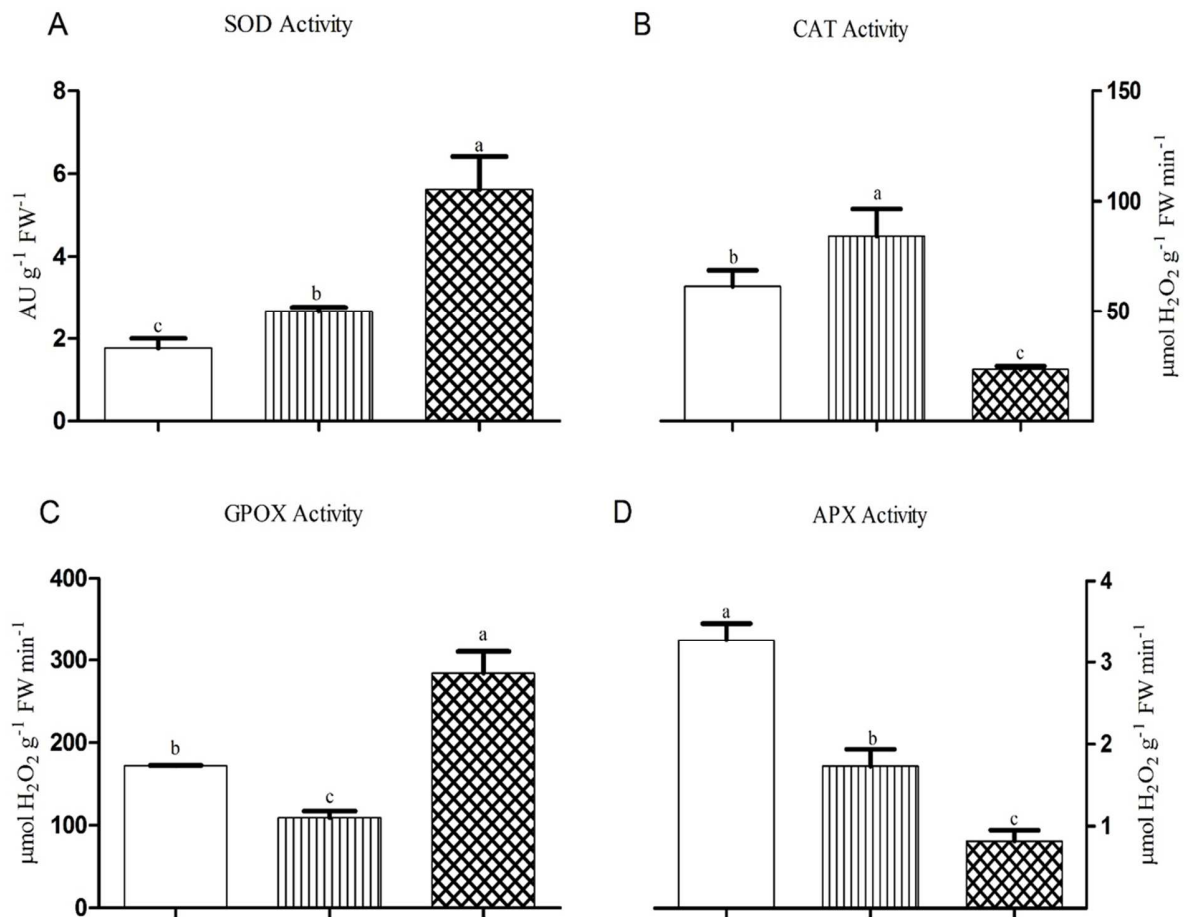 A
SOD Activity
8
6
4
2
0
AU g⁻¹ FW⁻¹
c
b
a
B
CAT Activity
150
100
50
µmol H₂O₂ g⁻¹ FW min⁻¹
b
a
c
C
GPOX Activity
400
300
200
100
0
µmol H₂O₂ g⁻¹ FW min⁻¹
b
c
a
D
APX Activity
4
3
2
1
µmol H₂O₂ g⁻¹ FW min⁻¹
a
b
c